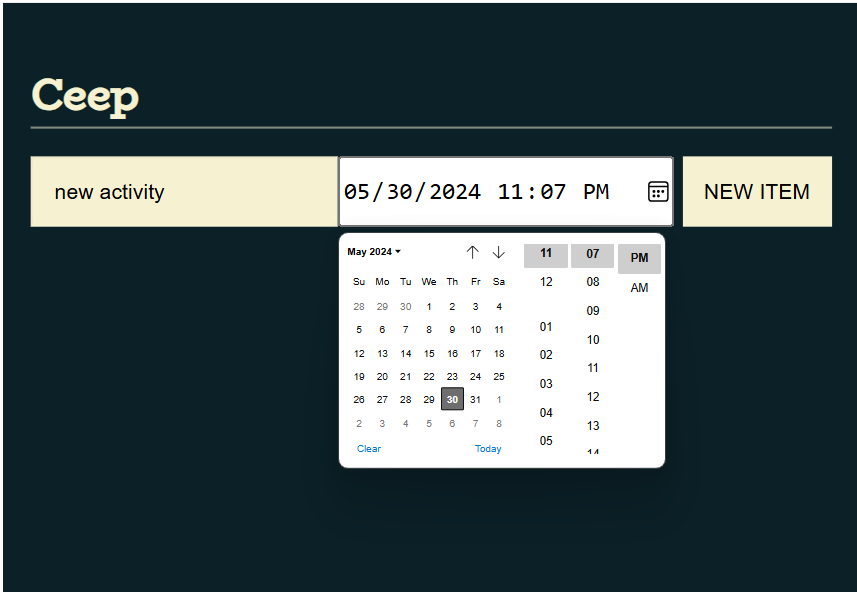 Ceep
new activity 05/30/2024 11:07 PM NEW ITEM
May 2024 11 07 PM
Su Mo Tu We Th Fr Sa 12 08 AM
28 29 30 1 2 3 4 09
5 6 7 8 9 10 11 01 10
12 13 14 15 16 17 18 02 11
19 20 21 22 23 24 25 03 12
26 27 28 29 30 31 1 04 13
2 3 4 5 6 7 8 05 14
Clear Today